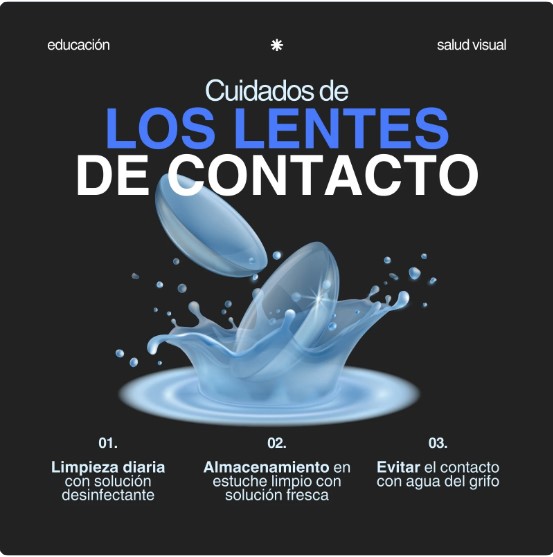 educación
salud visual
Cuidados de
LOS LENTES
DE CONTACTO
01.
Limpieza diaria
con solución
desinfectante
02.
Almacenamiento en
estuche limpio con
solución fresca
03.
Evitar el contacto
con agua del grifo